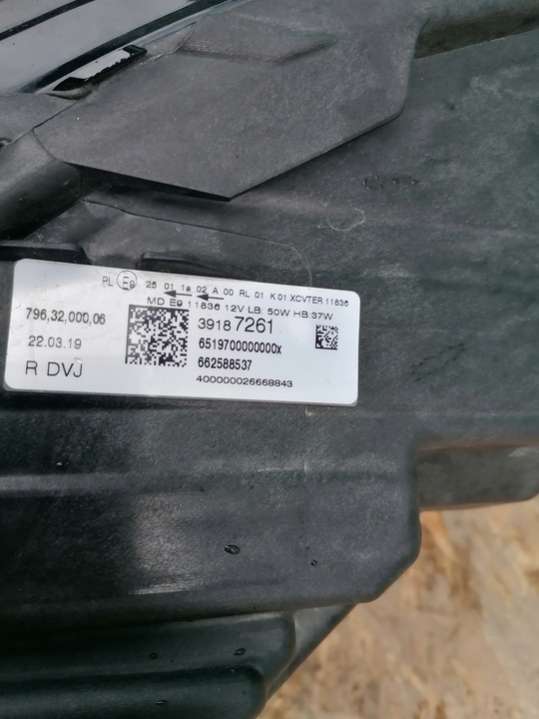 PL E9 25 01 1a 02 A 00 RL 01 K 01 XCVTER 11836
MD E9 11836 12V LB: 50W HB:37W
796,32,000,06
22.03.19
R DVJ
3918 7261
6519700000000x
662588537
400000026668843